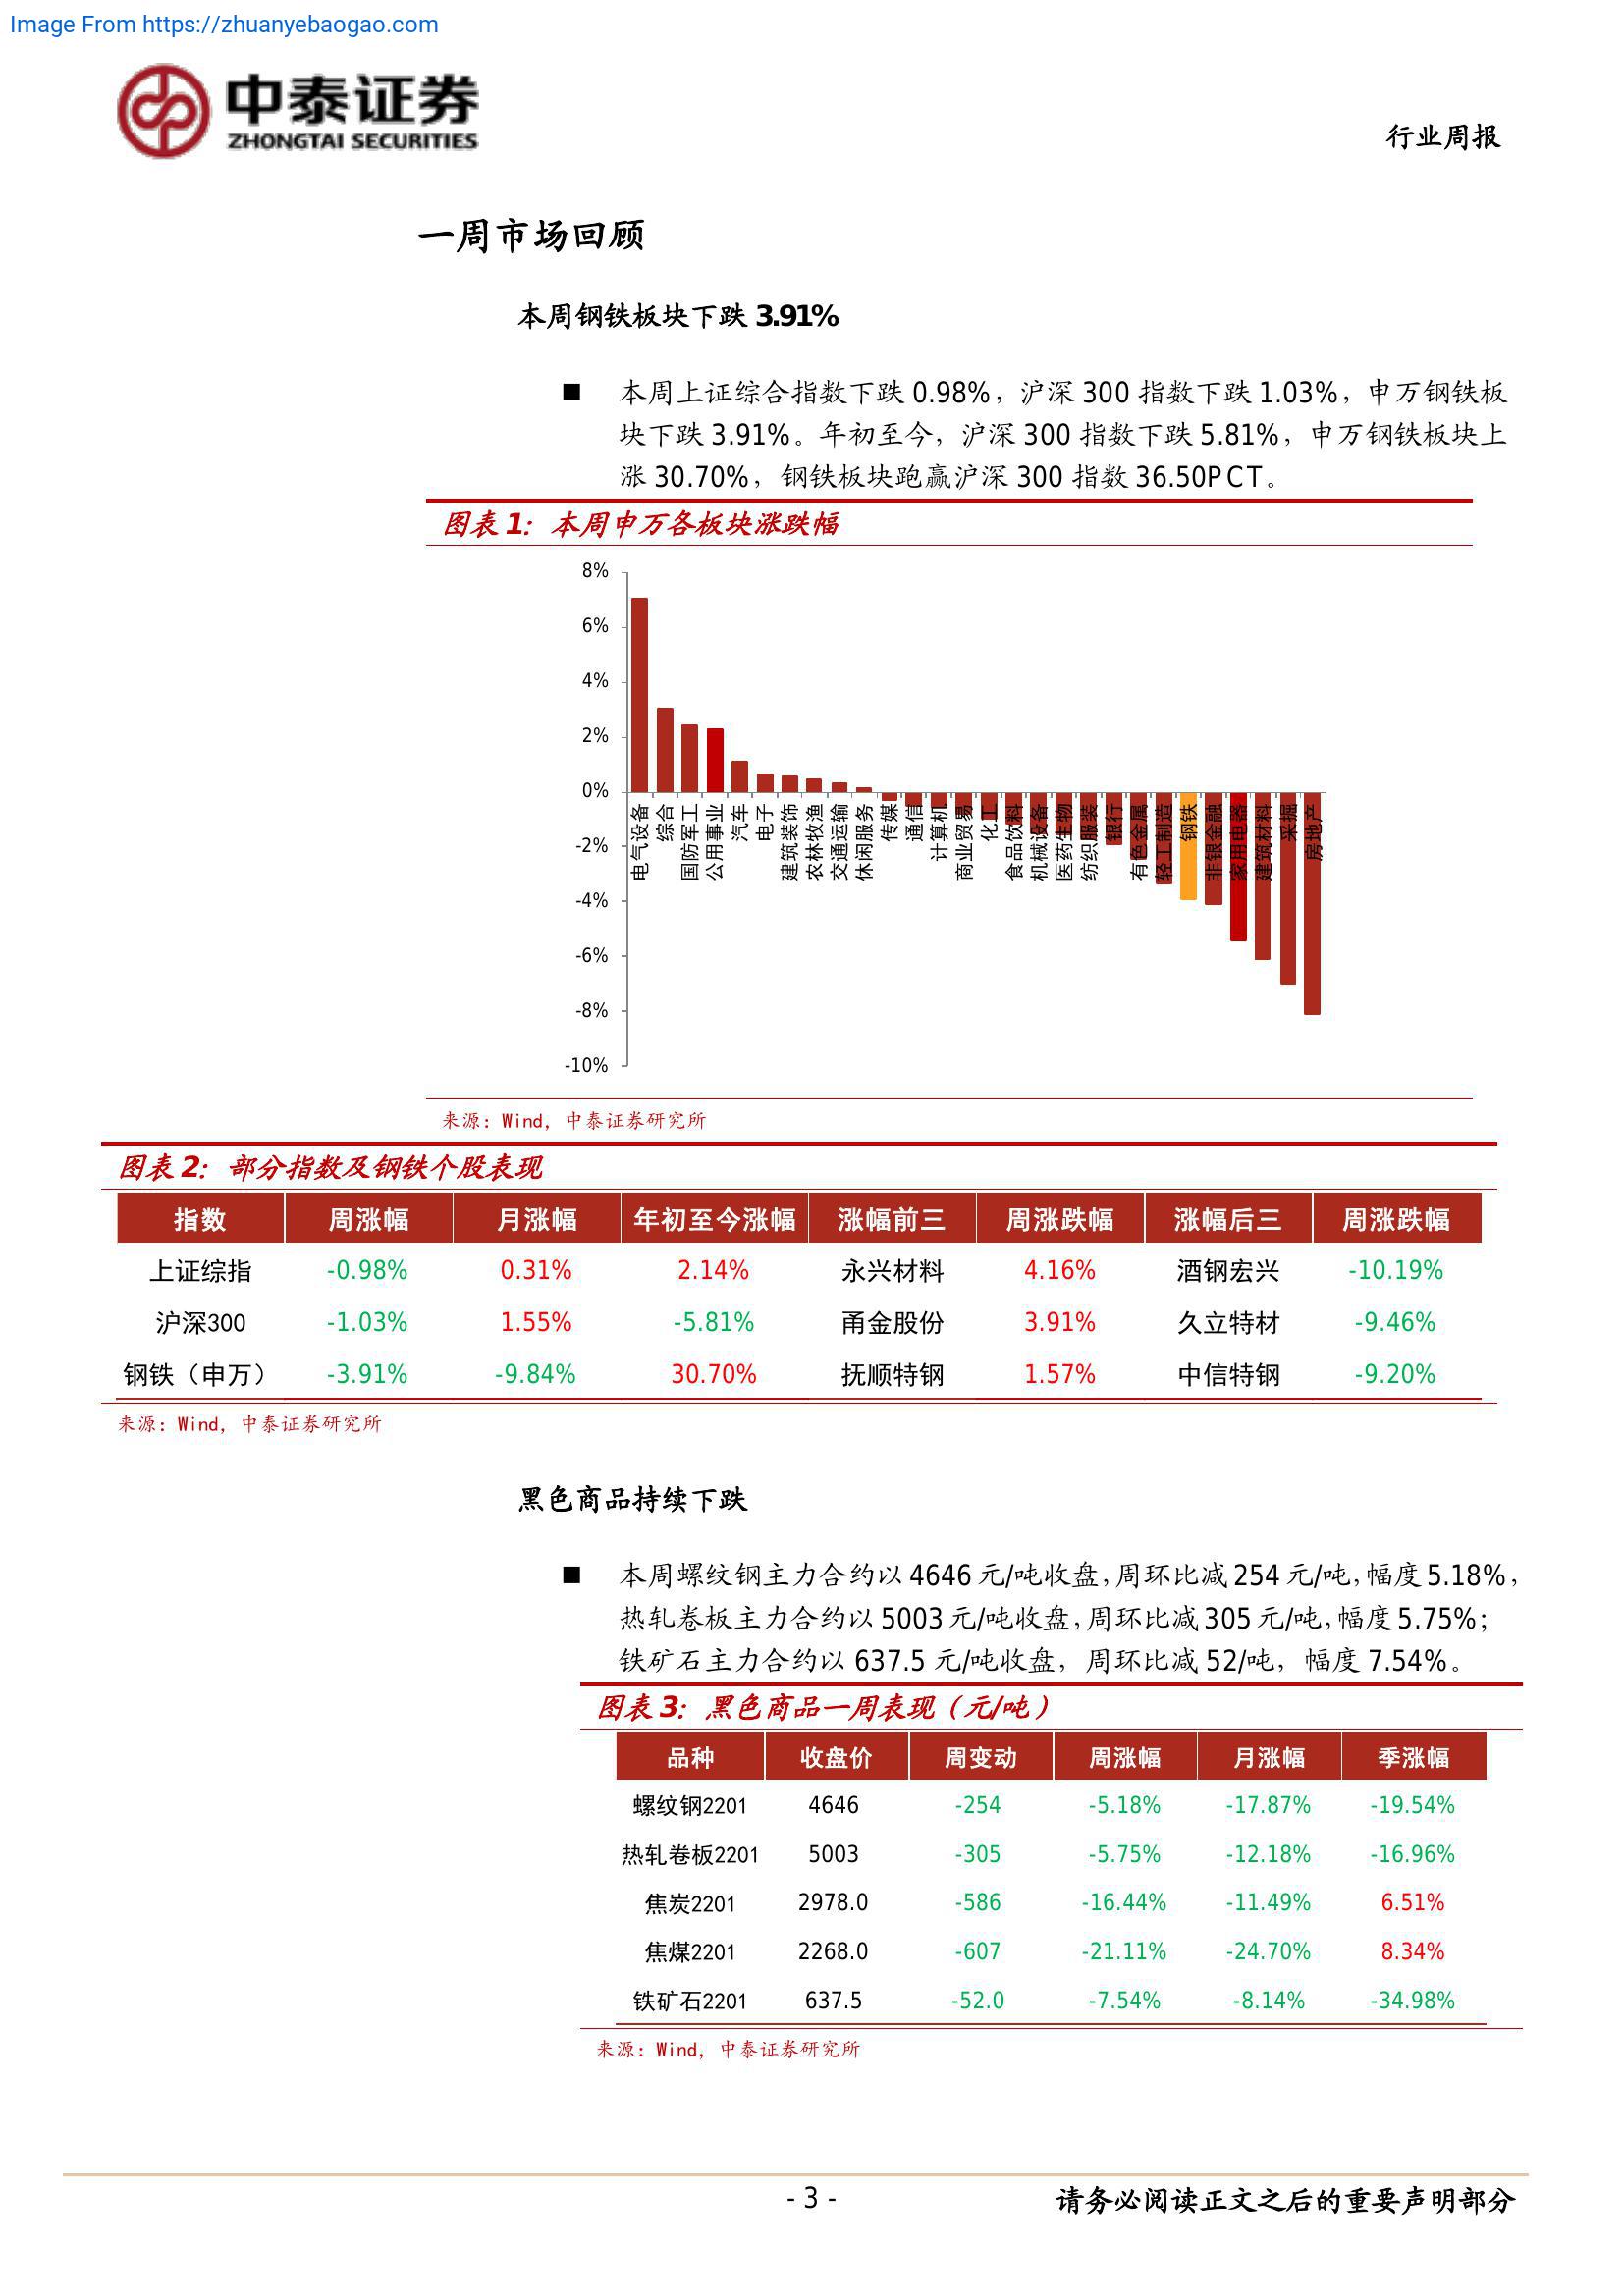 Image From https://zhuanyebaogao.com
中泰证券
ZHONGTAI SECURITIES
行业周报
一周市场回顾
本周钢铁板块下跌 3.91%
■ 本周上证综合指数下跌 0.98%，沪深 300 指数下跌 1.03%，申万钢铁板
块下跌 3.91%。年初至今，沪深 300 指数下跌 5.81%，申万钢铁板块上
涨 30.70%，钢铁板块跑赢沪深 300 指数 36.50PCT。
图表 1：本周申万各板块涨跌幅
8%
6%
4%
2%
0%
-2%
-4%
-6%
-8%
-10%
电气设备
综合
国防军工
公用事业
汽车
电子
建筑装饰
农林牧渔
交通运输
休闲服务
传媒
通信
计算机
商业贸易
化工
食品饮料
机械设备
医药生物
纺织服装
银行
有色金属
轻工制造
钢铁
非银金融
家用电器
建筑材料
采掘
房地产
来源：Wind，中泰证券研究所
图表 2：部分指数及钢铁个股表现
指数 周涨幅 月涨幅 年初至今涨幅 涨幅前三 周涨跌幅 涨幅后三 周涨跌幅
上证综指 -0.98% 0.31% 2.14% 永兴材料 4.16% 酒钢宏兴 -10.19%
沪深300 -1.03% 1.55% -5.81% 甬金股份 3.91% 久立特材 -9.46%
钢铁（申万） -3.91% -9.84% 30.70% 抚顺特钢 1.57% 中信特钢 -9.20%
来源：Wind，中泰证券研究所
黑色商品持续下跌
■ 本周螺纹钢主力合约以 4646 元/吨收盘，周环比减 254 元/吨，幅度 5.18%，
热轧卷板主力合约以 5003 元/吨收盘，周环比减 305 元/吨，幅度 5.75%；
铁矿石主力合约以 637.5 元/吨收盘，周环比减 52/吨，幅度 7.54%。
图表 3：黑色商品一周表现（元/吨）
品种 收盘价 周变动 周涨幅 月涨幅 季涨幅
螺纹钢2201 4646 -254 -5.18% -17.87% -19.54%
热轧卷板2201 5003 -305 -5.75% -12.18% -16.96%
焦炭2201 2978.0 -586 -16.44% -11.49% 6.51%
焦煤2201 2268.0 -607 -21.11% -24.70% 8.34%
铁矿石2201 637.5 -52.0 -7.54% -8.14% -34.98%
来源：Wind，中泰证券研究所
- 3 -
请务必阅读正文之后的重要声明部分